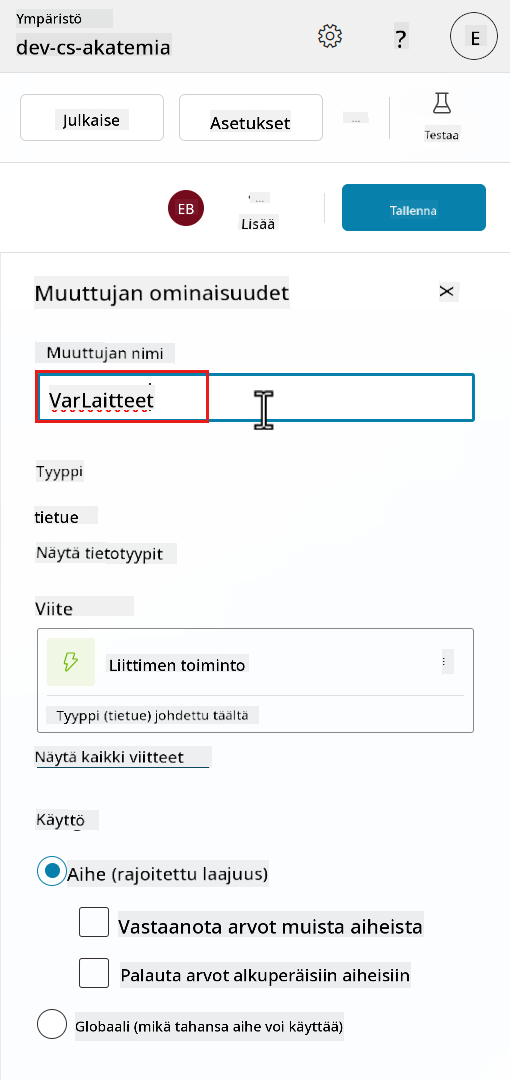 Ympäristö
dev-cs-akatemia
?
E
Julkaise
Asetukset
...
Testaa
EB
...
Lisää
Tallenna
Muuttujan ominaisuudet
Muuttujan nimi
VarLaitteet
Tyyppi
tietue
Näytä tietotyypit
Viite
Liittimen toiminto
Tyyppi (tietue) johdettu täältä
Näytä kaikki viitteet
Käyttö
Aihe (rajoitettu laajuus)
Vastaanota arvot muista aiheista
Palauta arvot alkuperäisiin aiheisiin
Globaali (mikä tahansa aihe voi käyttää)